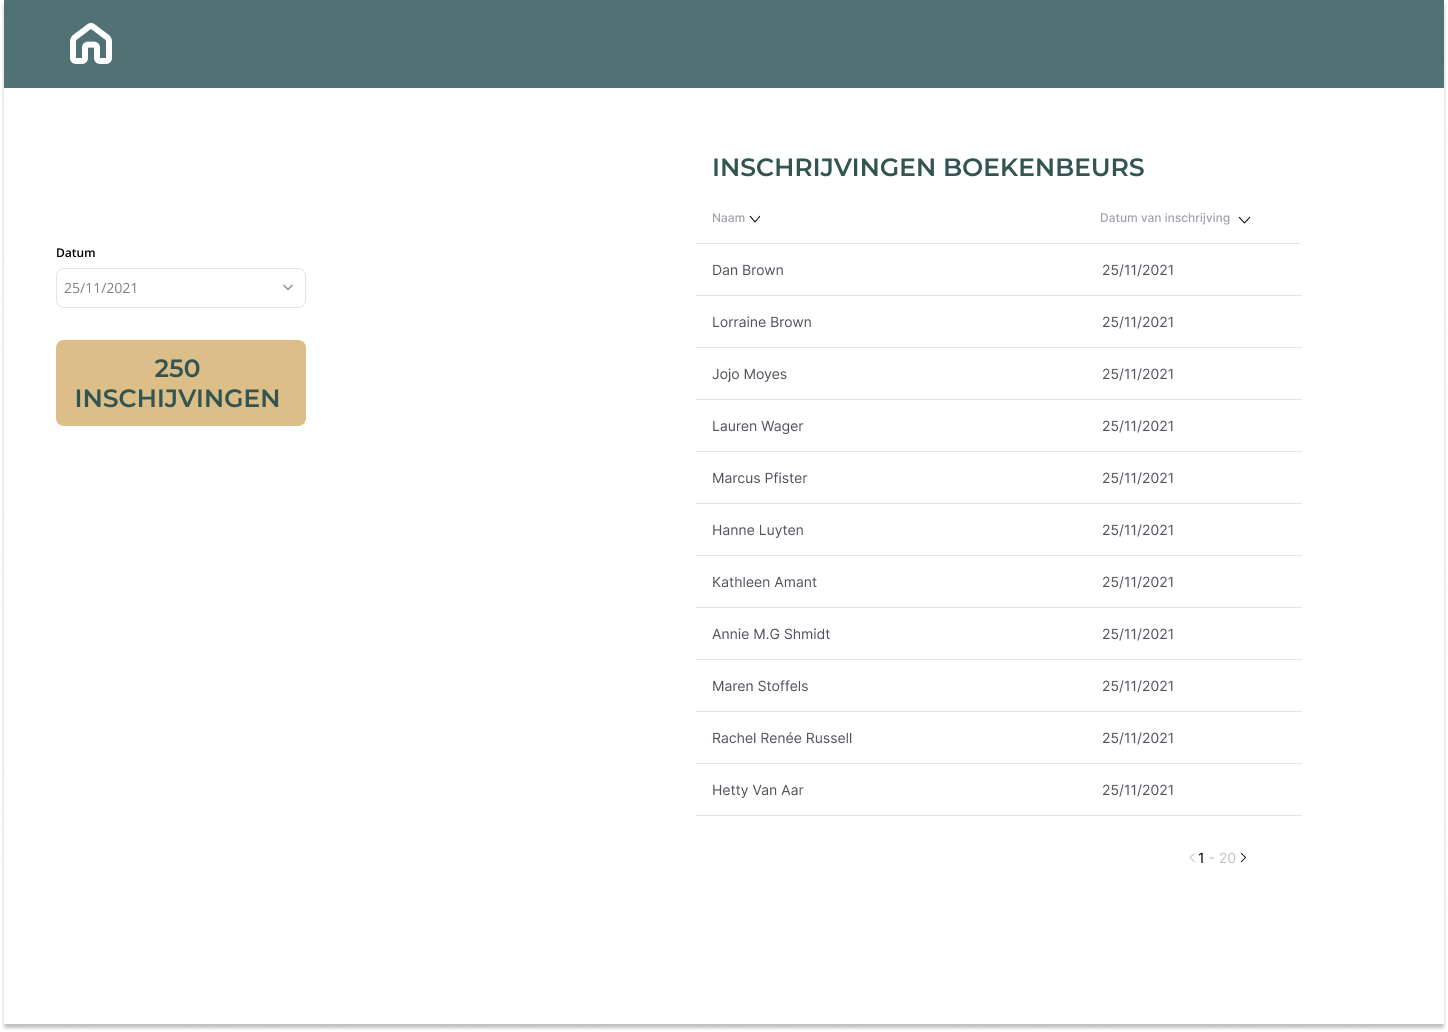 INSCHRIJVINGEN BOEKENBEURS
Datum
25/11/2021
250
INSCHIJVINGEN
Naam Datum van inschrijving
Dan Brown 25/11/2021
Lorraine Brown 25/11/2021
Jojo Moyes 25/11/2021
Lauren Wager 25/11/2021
Marcus Pfister 25/11/2021
Hanne Luyten 25/11/2021
Kathleen Amant 25/11/2021
Annie M.G Shmidt 25/11/2021
Maren Stoffels 25/11/2021
Rachel Renée Russell 25/11/2021
Hetty Van Aar 25/11/2021
1 - 20